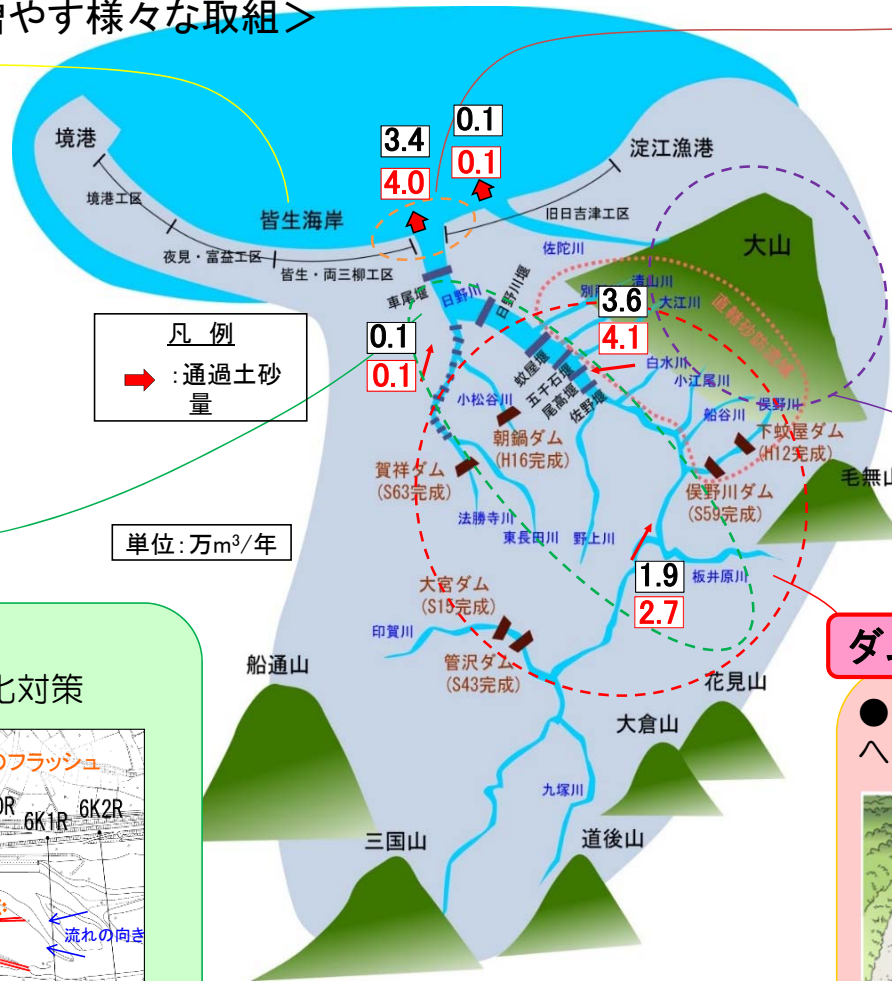 増やす様々な取組＞
境港
境港工区
夜見・富益工区
皆生海岸
皆生・両三柳工区
3.4
4.0
0.1
0.1
淀江漁港
旧日吉津工区
佐陀川
大山
清山川
大江川
直轄砂防流域
車尾堰
日野川
日野川堰
3.6
4.1
凡 例
：通過土砂
量
0.1
0.1
蚊屋堰
五千石堰
尾高堰
佐野堰
白水川
小江尾川
船谷川
俣野川
小松谷川
朝鍋ダム
(H16完成)
下蚊屋ダム
(H12完成)
賀祥ダム
(S63完成)
俣野川ダム
(S59完成)
毛無山
法勝寺川
東長田川
野上川
単位：万m³/年
1.9
2.7
板井原川
大宮ダム
(S15完成)
印賀川
菅沢ダム
(S43完成)
船通山
花見山
大倉山
九塚川
三国山
道後山
化対策
のフラッシュ
0R
6K1R
6K2R
流れの向き
ダム
●
へ